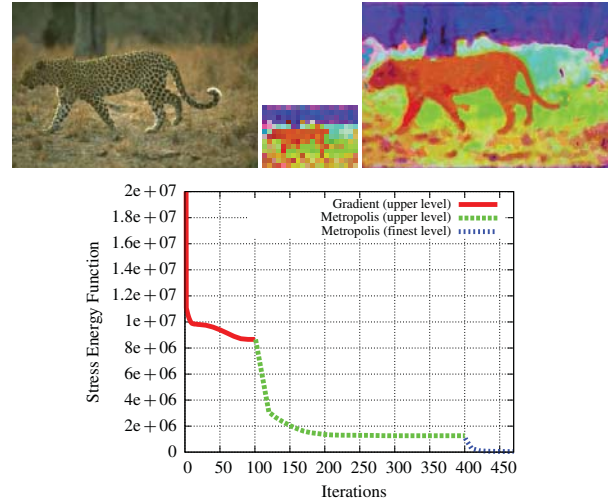 2e + 07
1.8e + 07
1.6e + 07
1.4e + 07
1.2e + 07
1e + 07
8e + 06
6e + 06
4e + 06
2e + 06
0
Stress Energy Function
Gradient (upper level)
Metropolis (upper level)
Metropolis (finest level)
0 50 100 150 200 250 300 350 400 450
Iterations